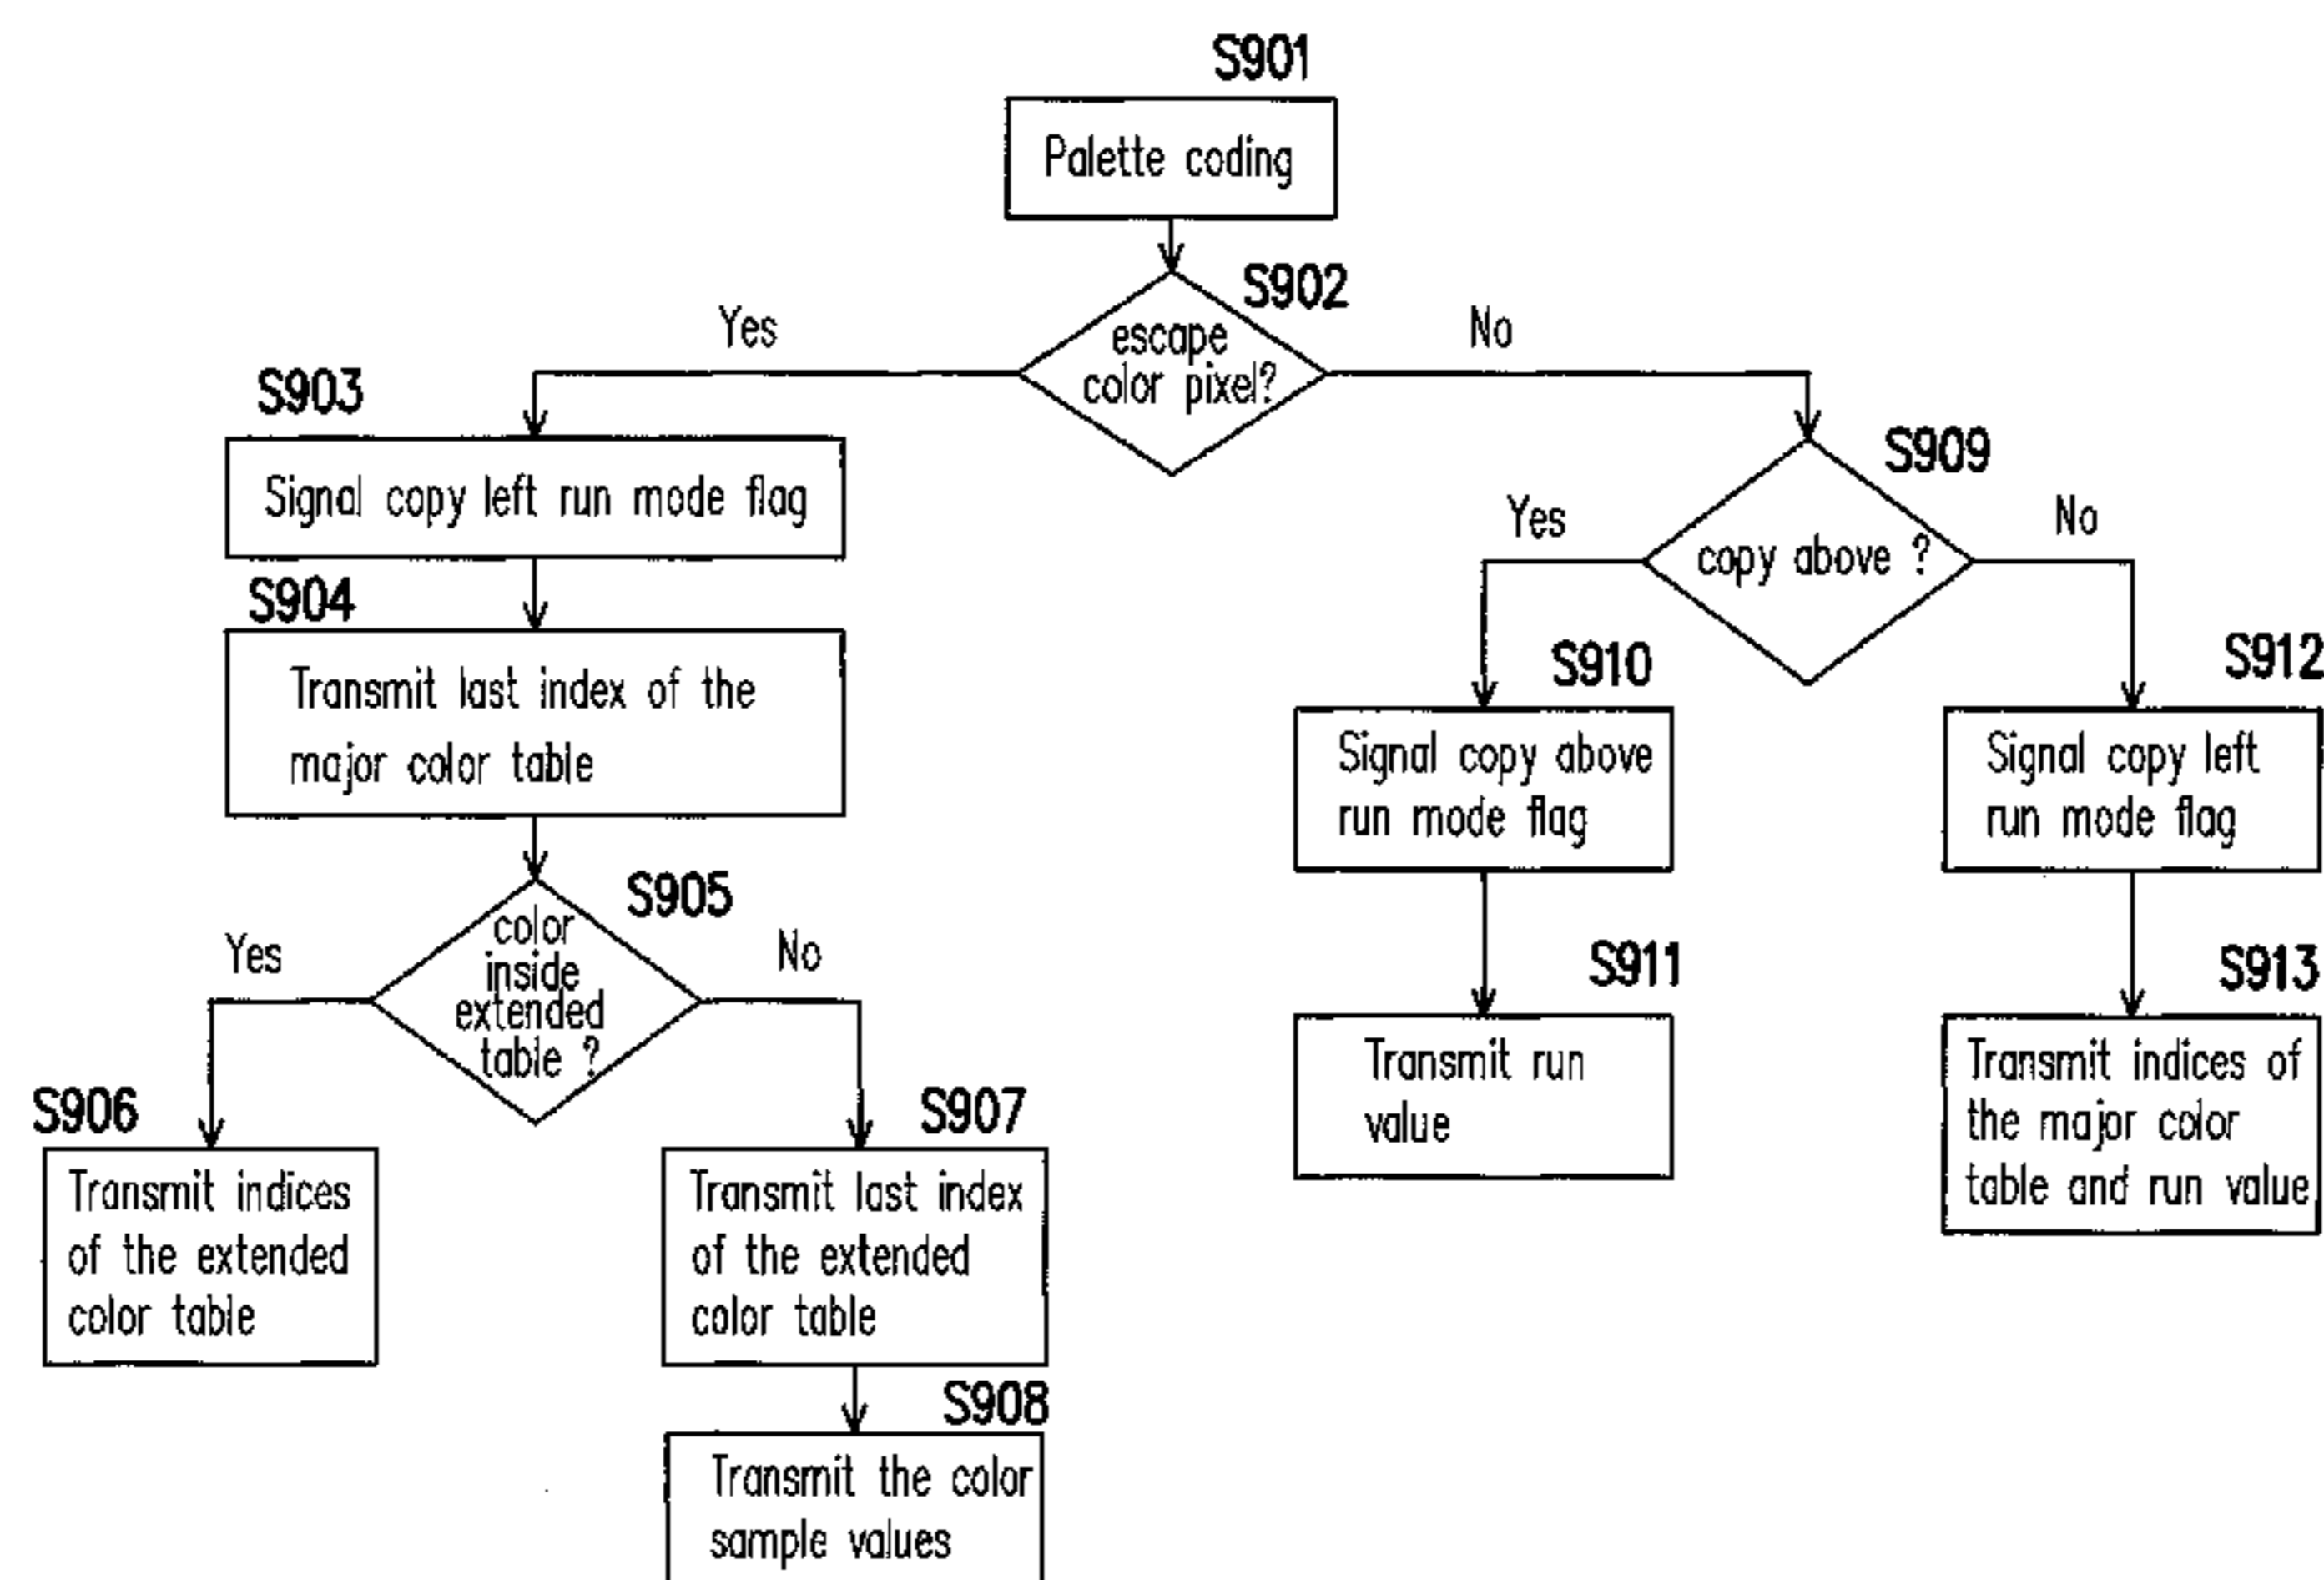 S901
Palette coding
S902
Yes
escape
color pixel?
No
S903
Signal copy left run mode flag
S909
Yes
copy above ?
No
S904
Transmit last index of the
major color table
S910
Signal copy above
run mode flag
S912
Signal copy left
run mode flag
S905
Yes
color
inside
extended
table ?
No
S911
Transmit run
value
S913
Transmit indices of
the major color
table and run value
S906
Transmit indices
of the extended
color table
S907
Transmit last index
of the extended
color table
S908
Transmit the color
sample values